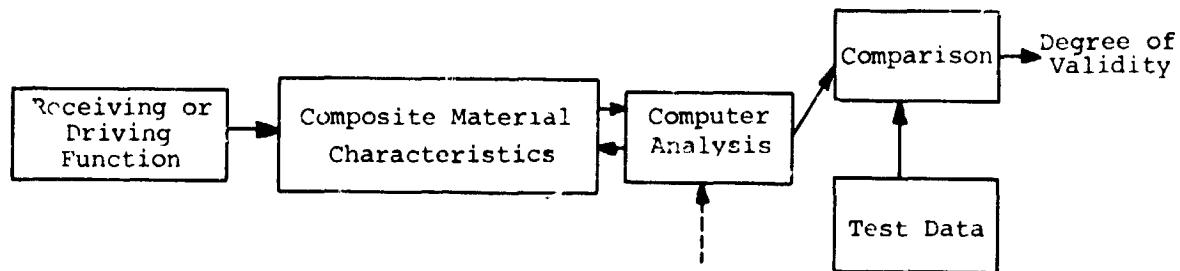 Receiving or
Driving
Function
Composite Material
Characteristics
Computer
Analysis
Comparison
Degree of
Validity
Test Data